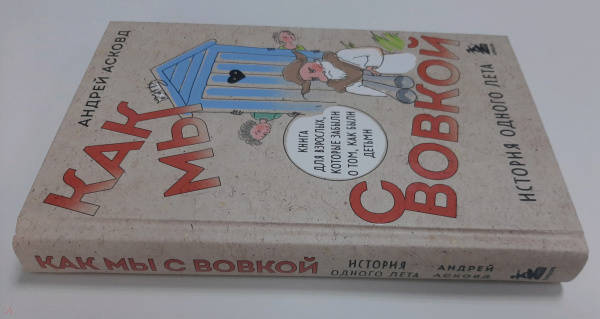 АНДРЕЙ АСКОВД
КАК
МЫ
С ВОВКОЙ
ИСТОРИЯ ОДНОГО ЛЕТА
КНИГА
ДЛЯ ВЗРОСЛЫХ,
КОТОРЫЕ ЗАБЫЛИ
О ТОМ, КАК БЫЛИ
ДЕТЬМИ
КАК МЫ С ВОВКОЙ
ИСТОРИЯ
ОДНОГО ЛЕТА
АНДРЕЙ
АСКОВД